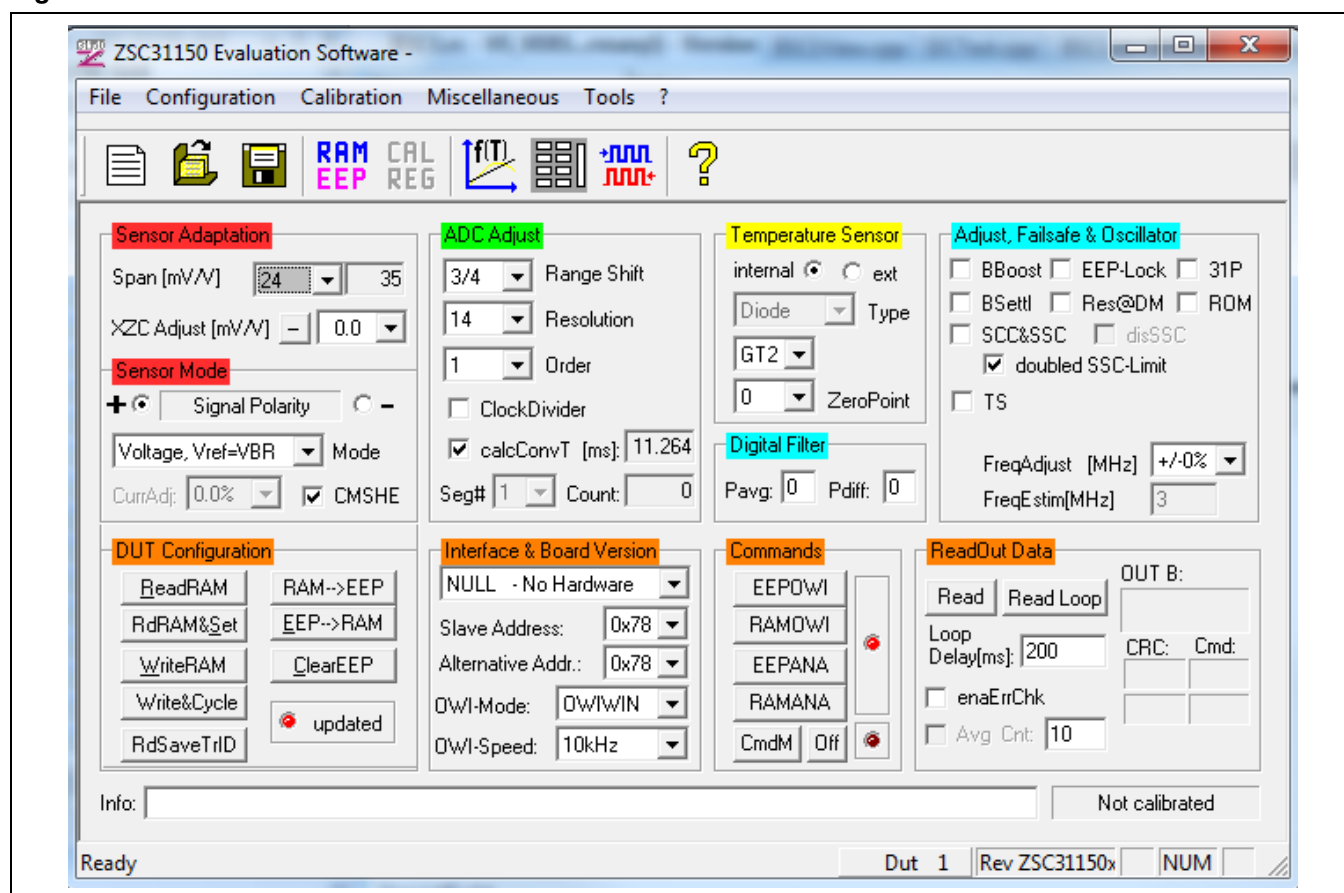 ZSC31150 Evaluation Software -
File Configuration Calibration Miscellaneous Tools ?
RAM EEP CAL REG f(T) ?
Sensor Adaptation
Span [mV/V] 24 35
XZC Adjust [mV/V] – 0.0
Sensor Mode
+ Signal Polarity –
Voltage, Vref=VBR Mode
CurrAdj: 0.0% CMSHE
ADC Adjust
3/4 Range Shift
14 Resolution
1 Order
ClockDivider
calcConvT [ms]: 11.264
Seg# 1 Count: 0
Temperature Sensor
internal ext
Diode Type
GT2
0 ZeroPoint
Digital Filter
Pavg: 0 Pdiff: 0
Adjust, Failsafe & Oscillator
BBoost EEP-Lock 31P
BSettl Res@DM ROM
SCC&SSC disSSC
doubled SSC-Limit
TS
FreqAdjust [MHz] +/-0%
FreqEstim[MHz] 3
DUT Configuration
ReadRAM RAM-->EEP
RdRAM&Set EEP-->RAM
WriteRAM ClearEEP
Write&Cycle
updated
RdSaveTrID
Interface & Board Version
NULL - No Hardware
Slave Address: 0x78
Alternative Addr.: 0x78
OWI-Mode: OWIWIN
OWI-Speed: 10kHz
Commands
EEPOWI
RAMOWI
EEPANA
RAMANA
CmdM Off
ReadOut Data
OUT B:
Read Read Loop
Loop
Delay[ms]: 200
CRC: Cmd:
enaErrChk
Avg Cnt: 10
Info:
Not calibrated
Ready Dut 1 Rev ZSC31150x NUM